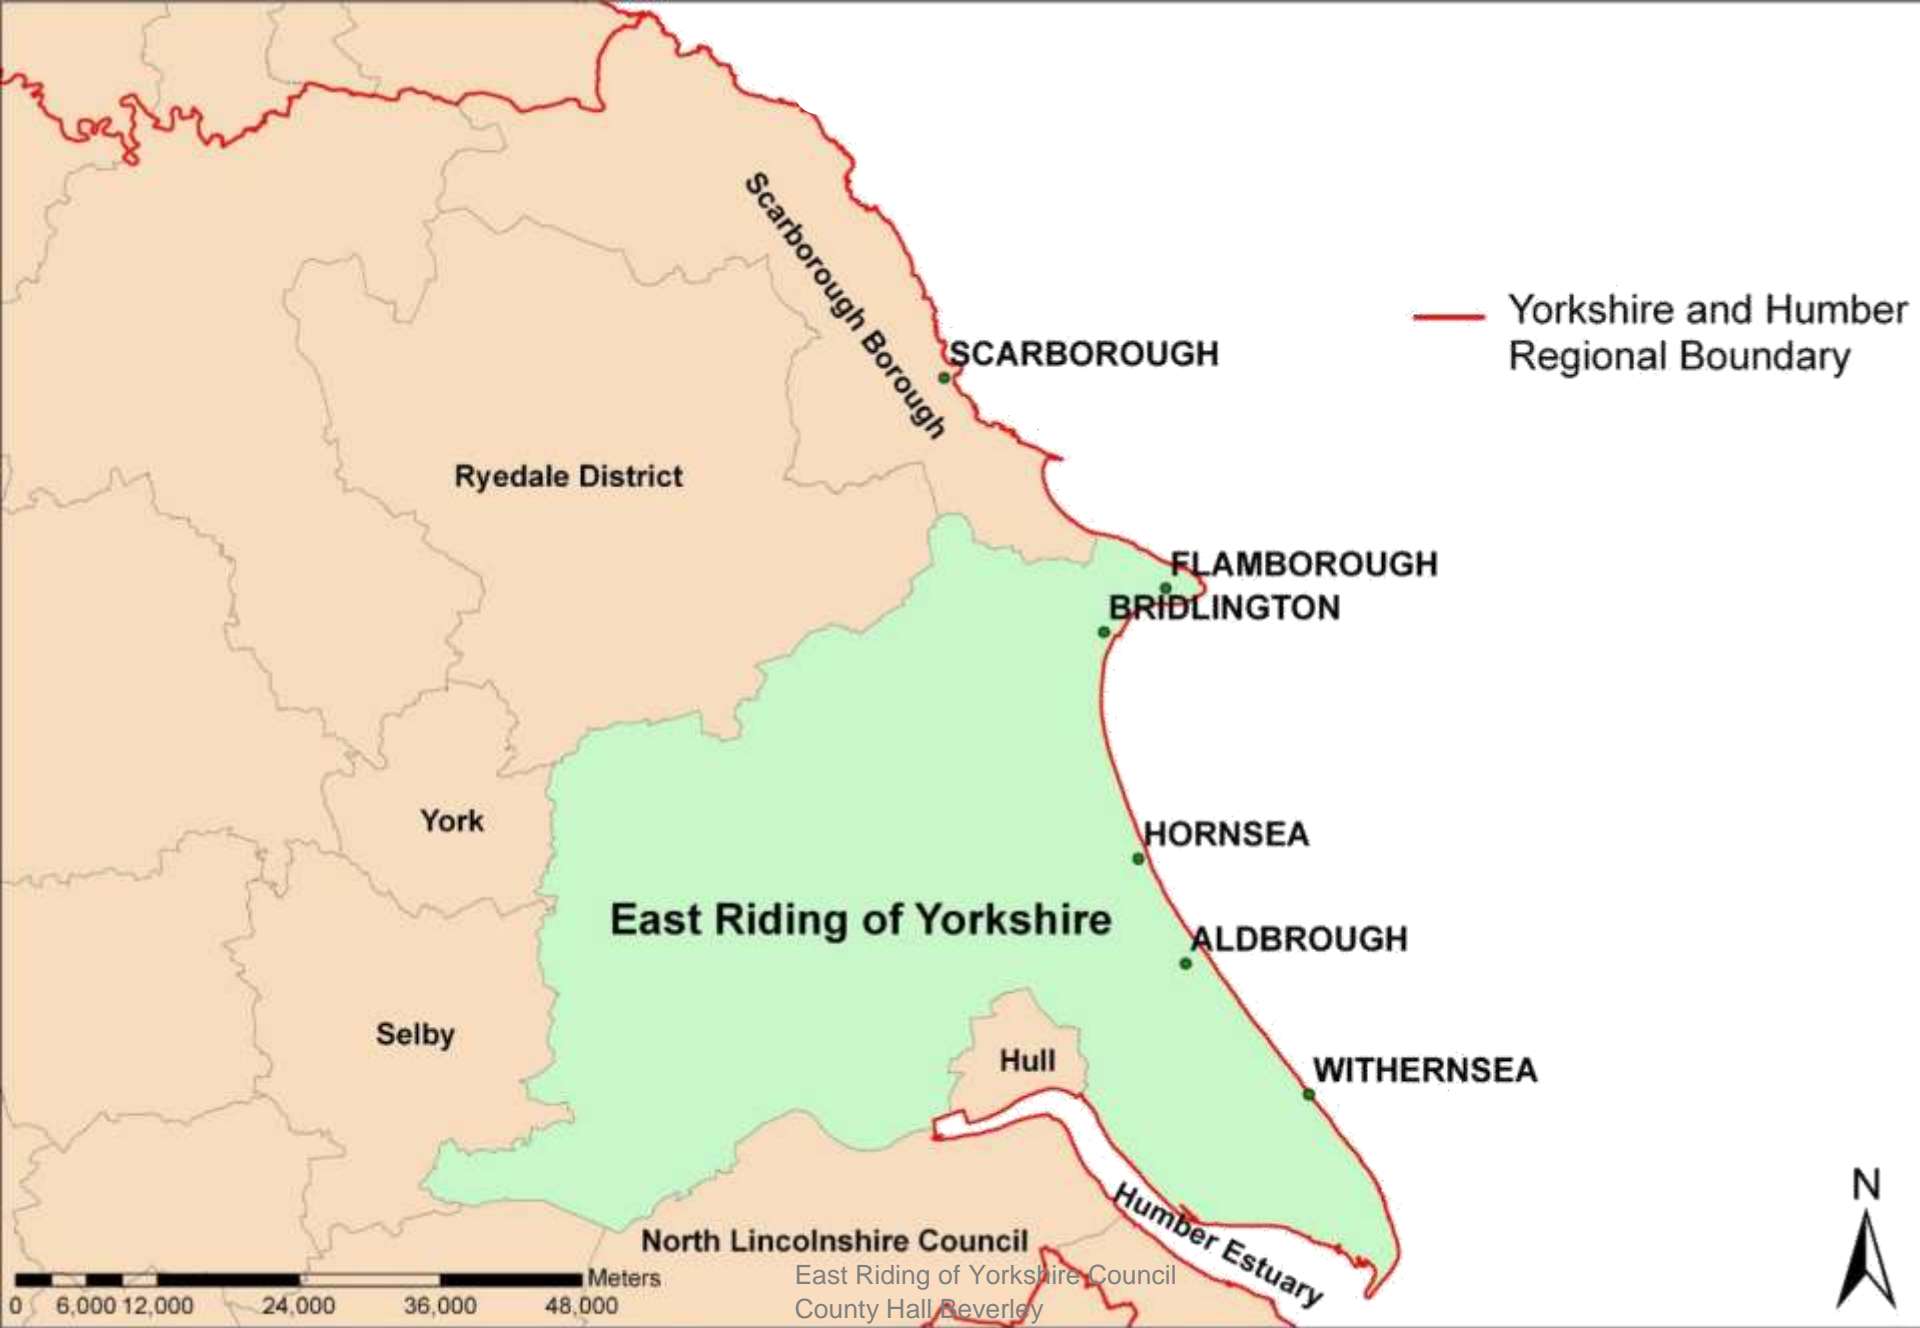 Scarborough Borough
SCARBOROUGH
Yorkshire and Humber
Regional Boundary
Ryedale District
FLAMBOROUGH
BRIDLINGTON
York
HORNSEA
East Riding of Yorkshire
ALDBROUGH
Selby
Hull
WITHERNSEA
N
Humber Estuary
North Lincolnshire Council
Meters
0 6,000 12,000 24,000 36,000 48,000
East Riding of Yorkshire Council
County Hall Beverley